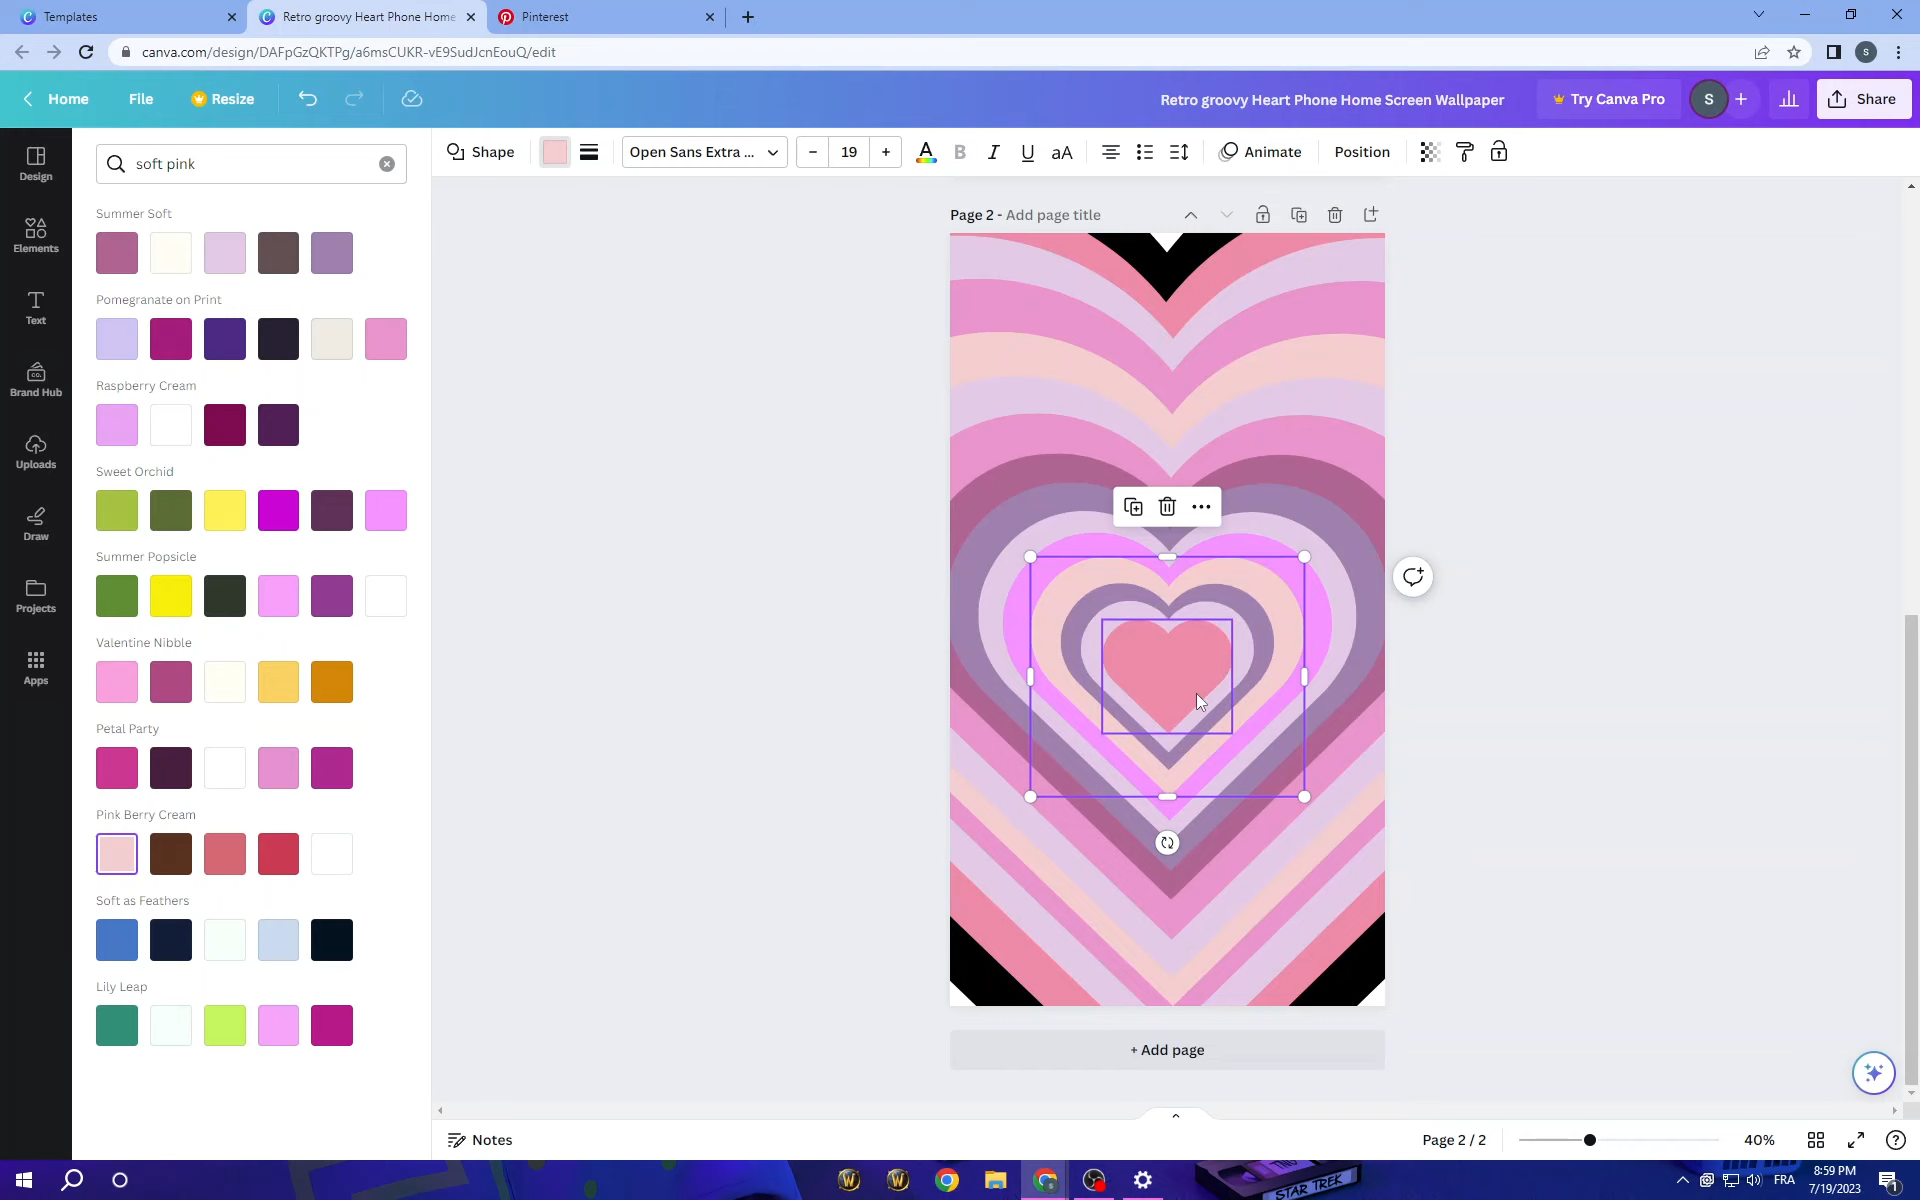 Templates
Retro groovy Heart Phone Home
Pinterest
canva.com/design/DAFpGzQKTPg/a6msCUKR-vE9SudJcnEouQ/edit
S
Home
File
Resize
Retro groovy Heart Phone Home Screen Wallpaper
Try Canva Pro
S
Share
Shape
Open Sans Extra ...
19
B
I
U
aA
Animate
Position
Design
Elements
Text
Brand Hub
Uploads
Draw
Projects
Apps
soft pink
Summer Soft
Pomegranate on Print
Raspberry Cream
Sweet Orchid
Summer Popsicle
Valentine Nibble
Petal Party
Pink Berry Cream
Soft as Feathers
Lily Leap
Page 2 - Add page title
+ Add page
Notes
Page 2 / 2
40%
STAR TREK
FRA
8:59 PM
7/19/2023
1